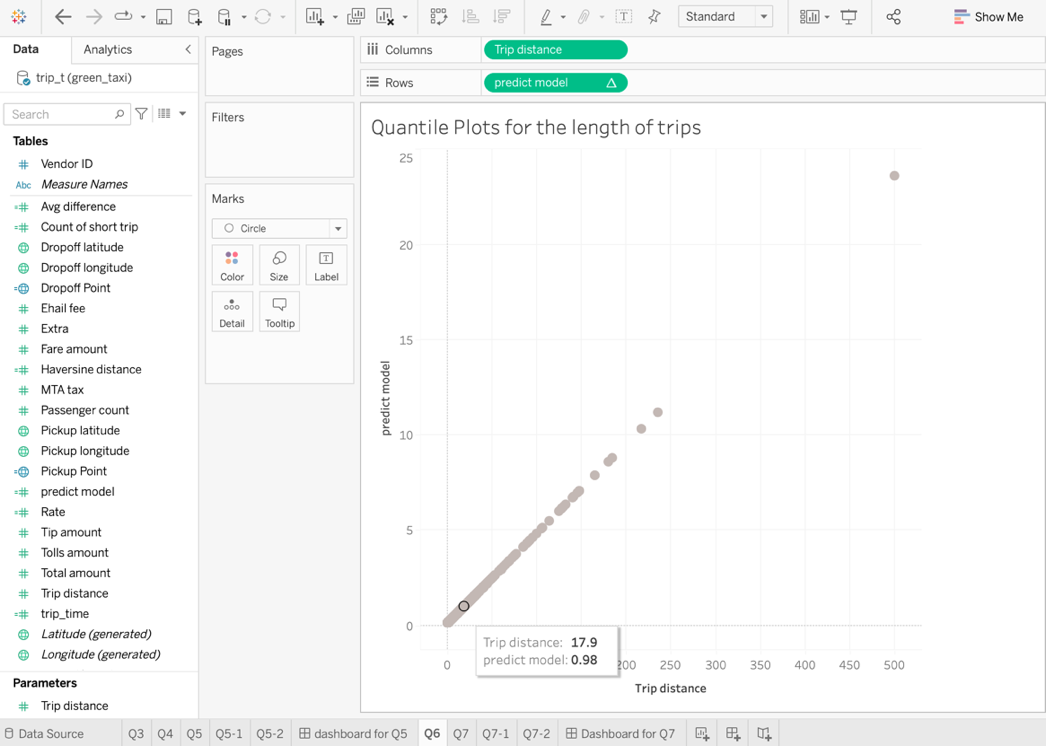 Standard
Show Me
Data
Analytics
trip_t (green_taxi)
Search
Tables
Vendor ID
Abc Measure Names
Avg difference
Count of short trip
Dropoff latitude
Dropoff longitude
Dropoff Point
Ehail fee
Extra
Fare amount
Haversine distance
MTA tax
Passenger count
Pickup latitude
Pickup longitude
Pickup Point
predict model
Rate
Tip amount
Tolls amount
Total amount
Trip distance
trip_time
Latitude (generated)
Longitude (generated)
Parameters
Trip distance
Pages
Filters
Marks
Circle
Color
Size
Label
Detail
Tooltip
Columns
Trip distance
Rows
predict model
Quantile Plots for the length of trips
25
20
15
10
5
0
predict model
Trip distance: 17.9
predict model: 0.98
0 200 250 300 350 400 450 500
Trip distance
Data Source Q3 Q4 Q5 Q5-1 Q5-2 dashboard for Q5 Q6 Q7 Q7-1 Q7-2 Dashboard for Q7